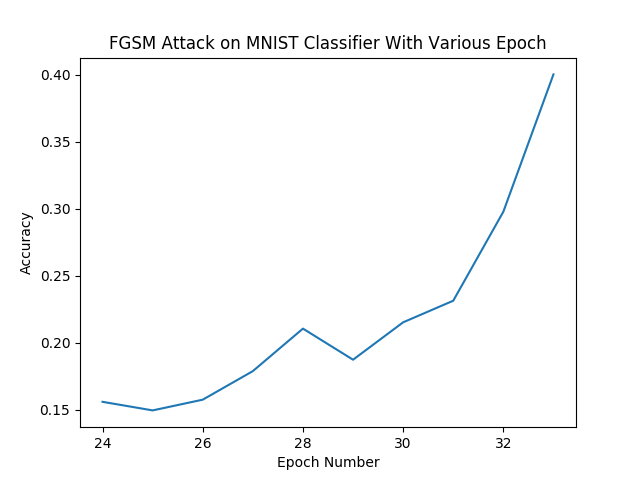 FGSM Attack on MNIST Classifier With Various Epoch
0.40
0.35
0.30
0.25
0.20
0.15
Accuracy
24 26 28 30 32
Epoch Number